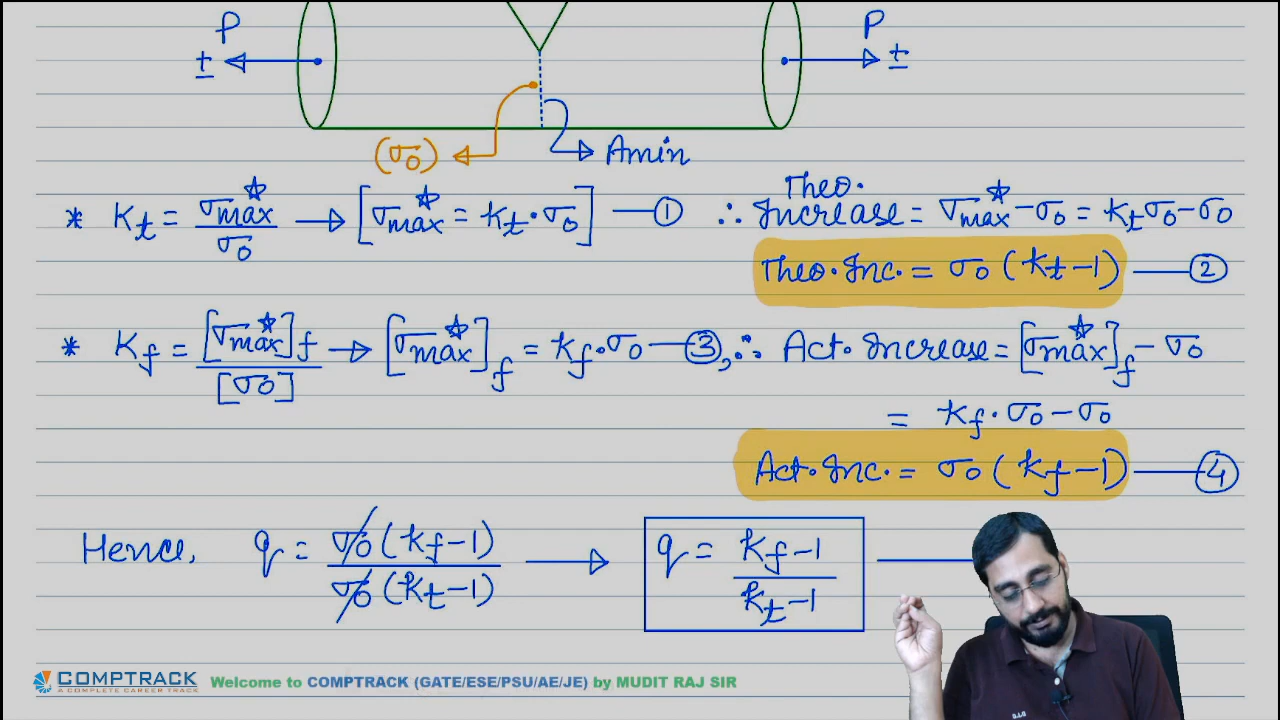 P P
± ±
(σ0) Amin
* Kt = σmax☆ / σ0 → [σmax☆ = Kt·σ0] — ① ∴ Theo. Increase = σmax☆ - σ0 = Ktσ0 - σ0
Theo. Inc. = σ0 (Kt-1) — ②
* Kf = [σmax☆]f / [σ0] → [σmax☆]f = Kf·σ0 — ③, ∴ Act. Increase = [σmax☆]f - σ0
= Kf·σ0 - σ0
Act. Inc. = σ0 (Kf-1) — ④
Hence, q = σ0 (Kf-1) / σ0 (Kt-1) → q = Kf-1 / Kt-1
COMPTRACK
A COMPLETE CAREER TRACK
Welcome to COMPTRACK (GATE/ESE/PSU/AE/JE) by MUDIT RAJ SIR